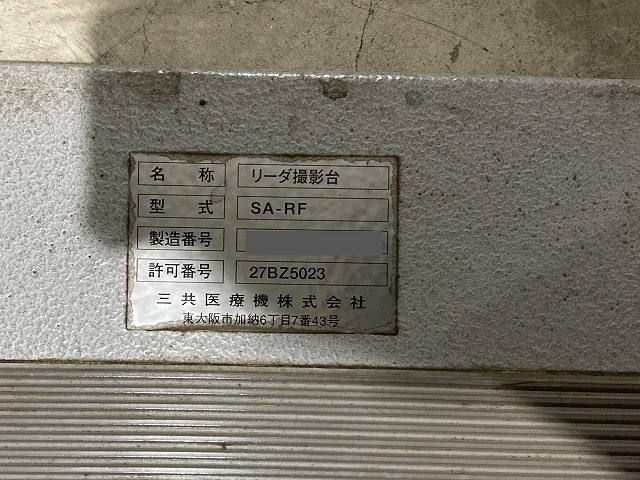 名 称 リーダ撮影台
型 式 SA-RF
製造番号
許可番号 27BZ5023
三共医療機株式会社
東大阪市加納6丁目7番43号